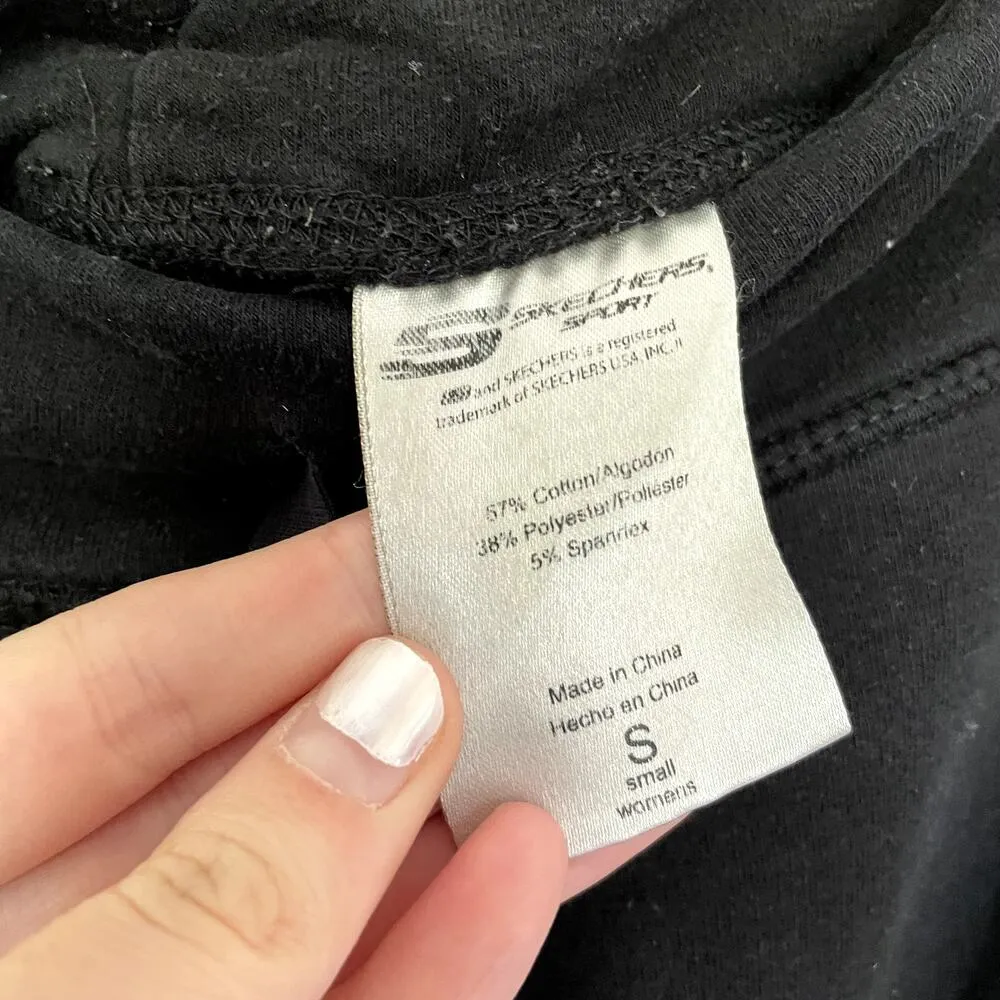 SKECHERS
SPORT
and SKECHERS is a registered
trademark of SKECHERS USA, INC. II
57% Cotton/Algodon
38% Polyester/Poliester
5% Spandex
Made in China
Hecho en China
S
small
womens